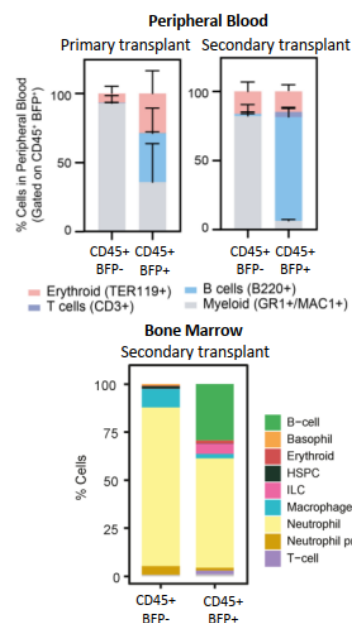 Peripheral Blood
Primary transplant
Secondary transplant
% Cells in Peripheral Blood
(Gated on CD45⁺ BFP⁺)
100
50
0
100
50
0
CD45+
BFP-
CD45+
BFP+
CD45+
BFP-
CD45+
BFP+
Erythroid (TER119+)
B cells (B220+)
T cells (CD3+)
Myeloid (GR1+/MAC1+)
Bone Marrow
Secondary transplant
% Cells
100
75
50
25
0
CD45+
BFP-
CD45+
BFP+
B-cell
Basophil
Erythroid
HSPC
ILC
Macrophage
Neutrophil
Neutrophil pr
T-cell